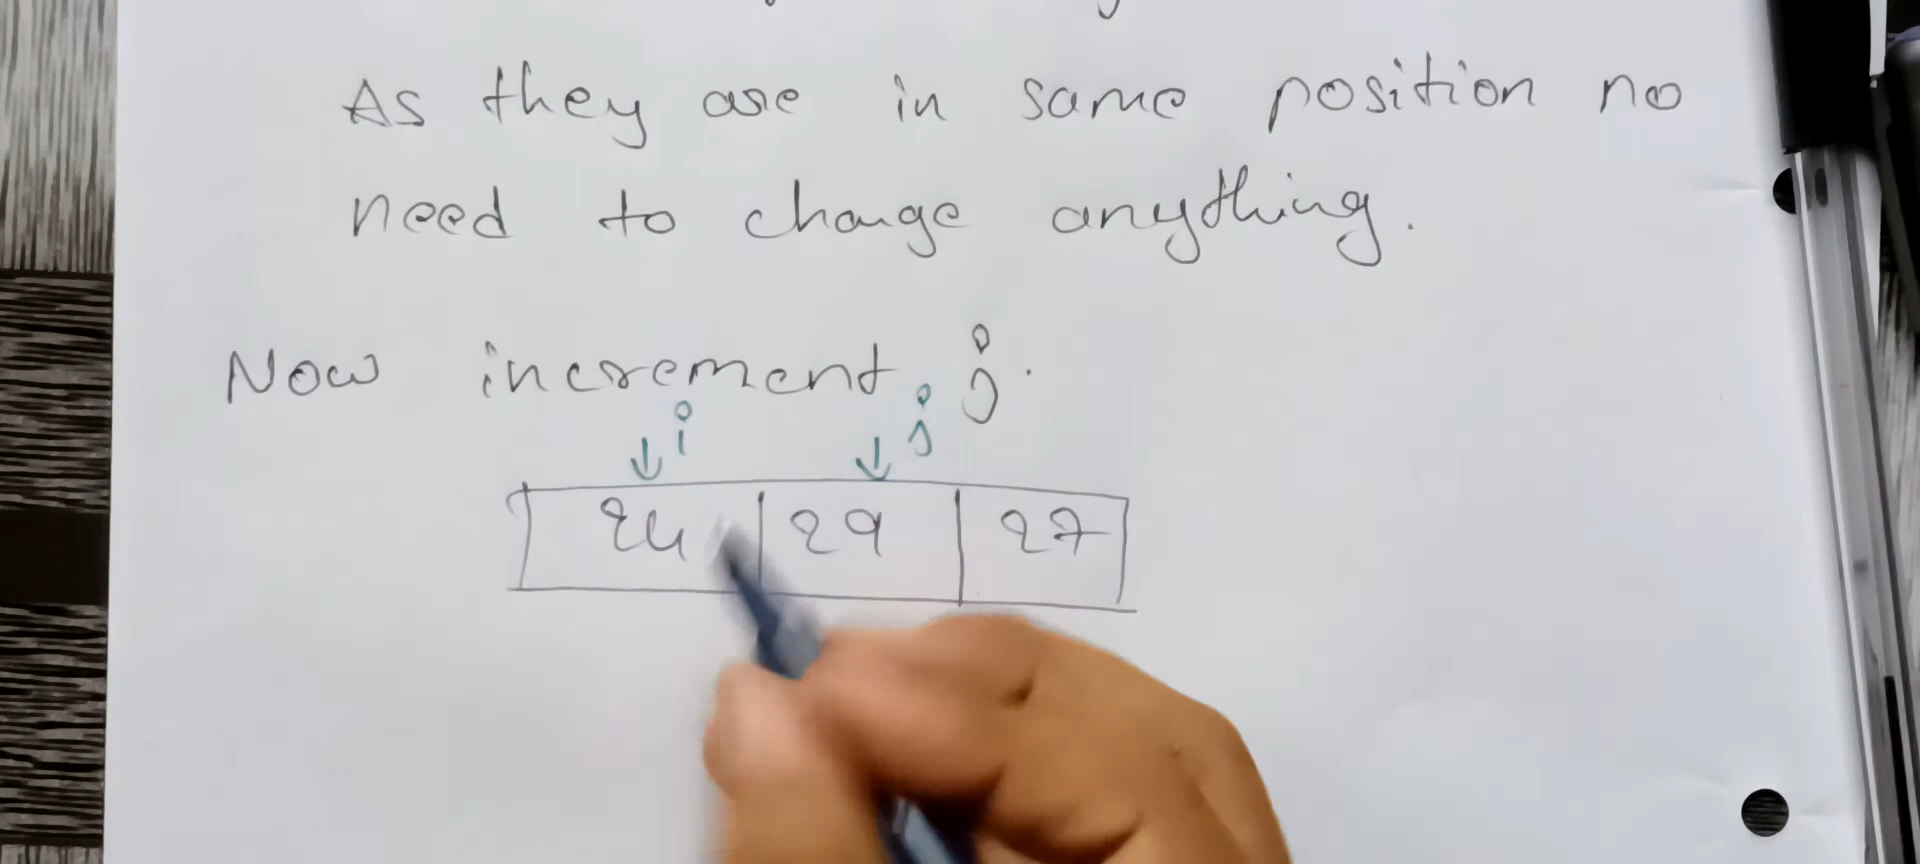 As they are in same position no
need to change anything.
Now increment j.
i j
24 29 27